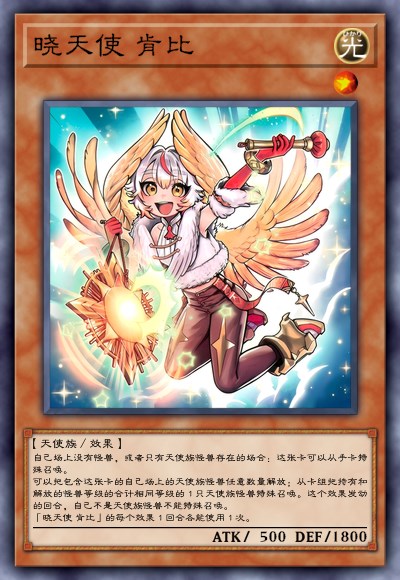 晓天使 肯比
ひかり
光
【天使族／效果】
自己场上没有怪兽，或者只有天使族怪兽存在的场合：这张卡可以从手卡特
殊召唤。
可以把包含这张卡的自己场上的天使族怪兽任意数量解放；从卡组把持有和
解放的怪兽等级的合计相同等级的1只天使族怪兽特殊召唤。这个效果发动
的回合，自己不是天使族怪兽不能特殊召唤。
「晓天使 肯比」的每个效果1回合各能使用1次。
ATK/ 500 DEF/1800